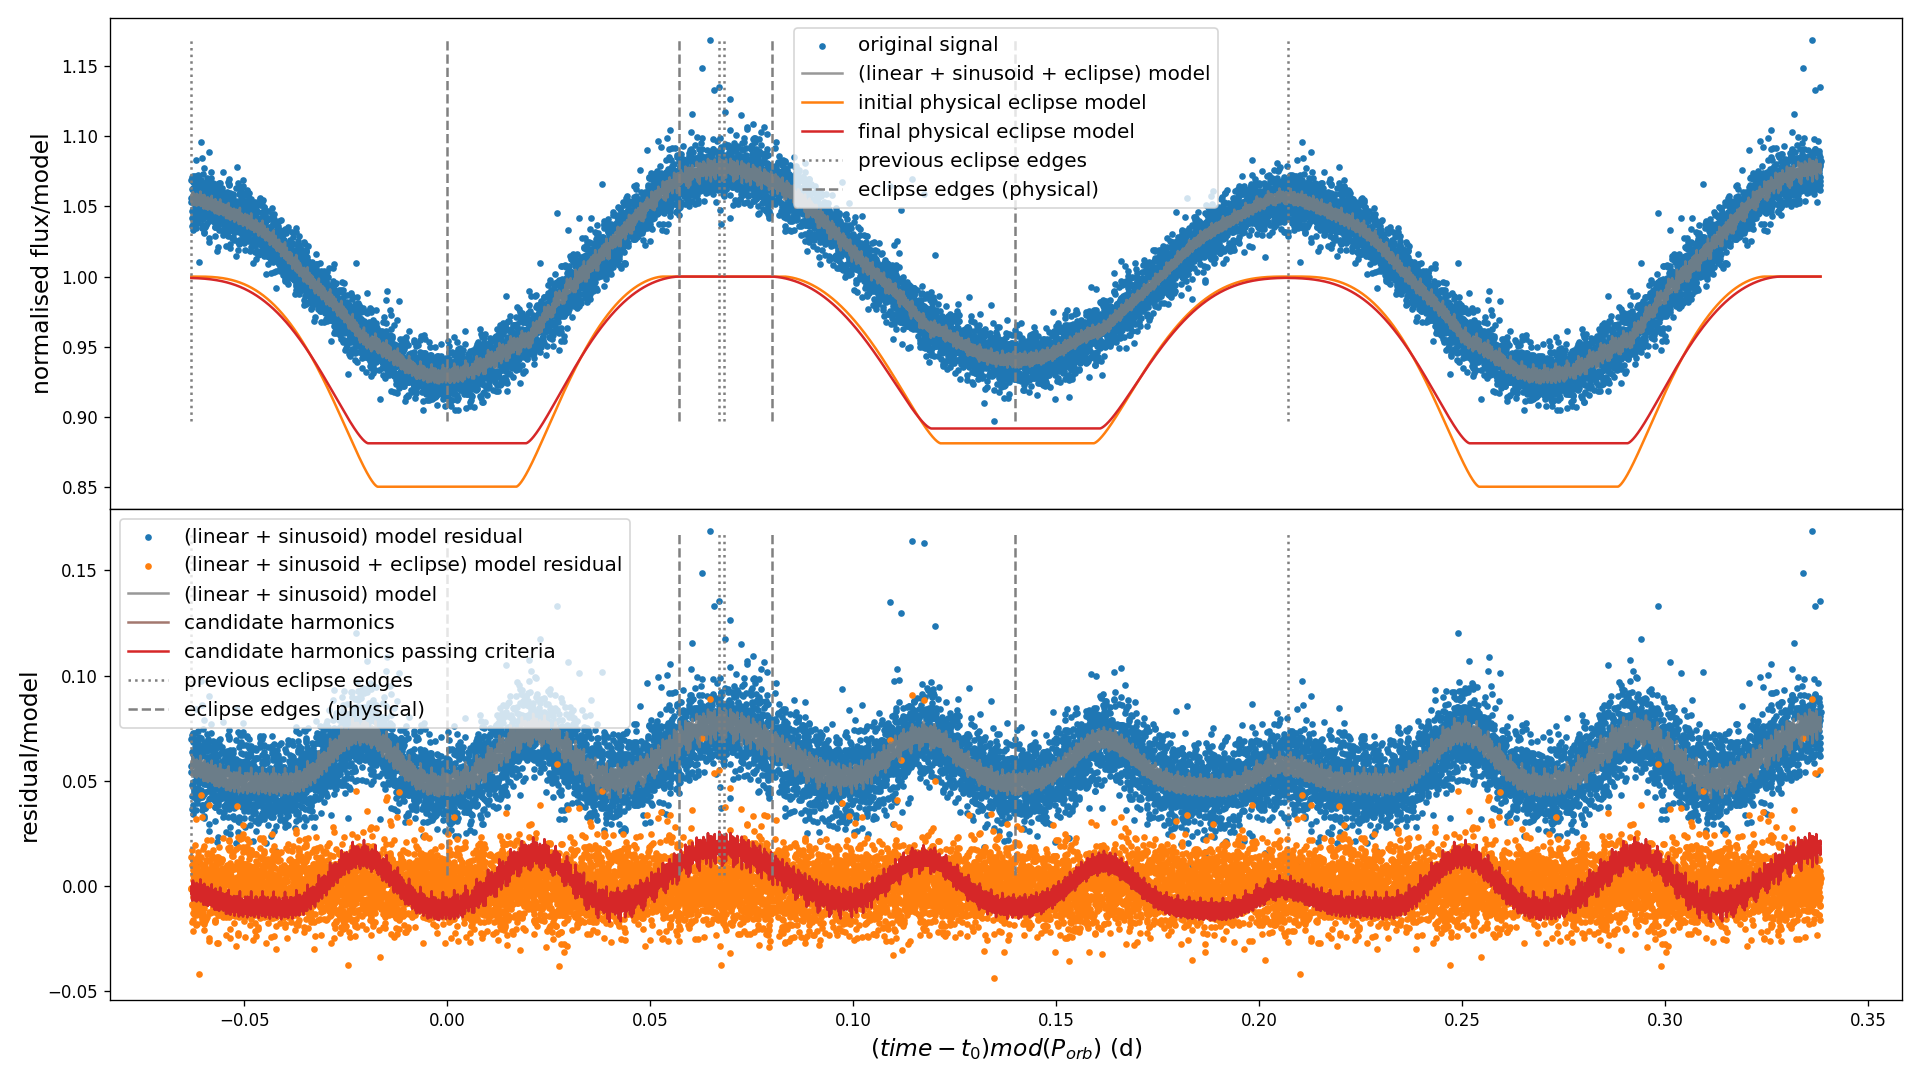 normalised flux/model
1.15
1.10
1.05
1.00
0.95
0.90
0.85
original signal
(linear + sinusoid + eclipse) model
initial physical eclipse model
final physical eclipse model
previous eclipse edges
eclipse edges (physical)
residual/model
0.15
0.10
0.05
0.00
−0.05
(linear + sinusoid) model residual
(linear + sinusoid + eclipse) model residual
(linear + sinusoid) model
candidate harmonics
candidate harmonics passing criteria
previous eclipse edges
eclipse edges (physical)
−0.05 0.00 0.05 0.10 0.15 0.20 0.25 0.30 0.35
(time − t₀)mod(P_orb) (d)